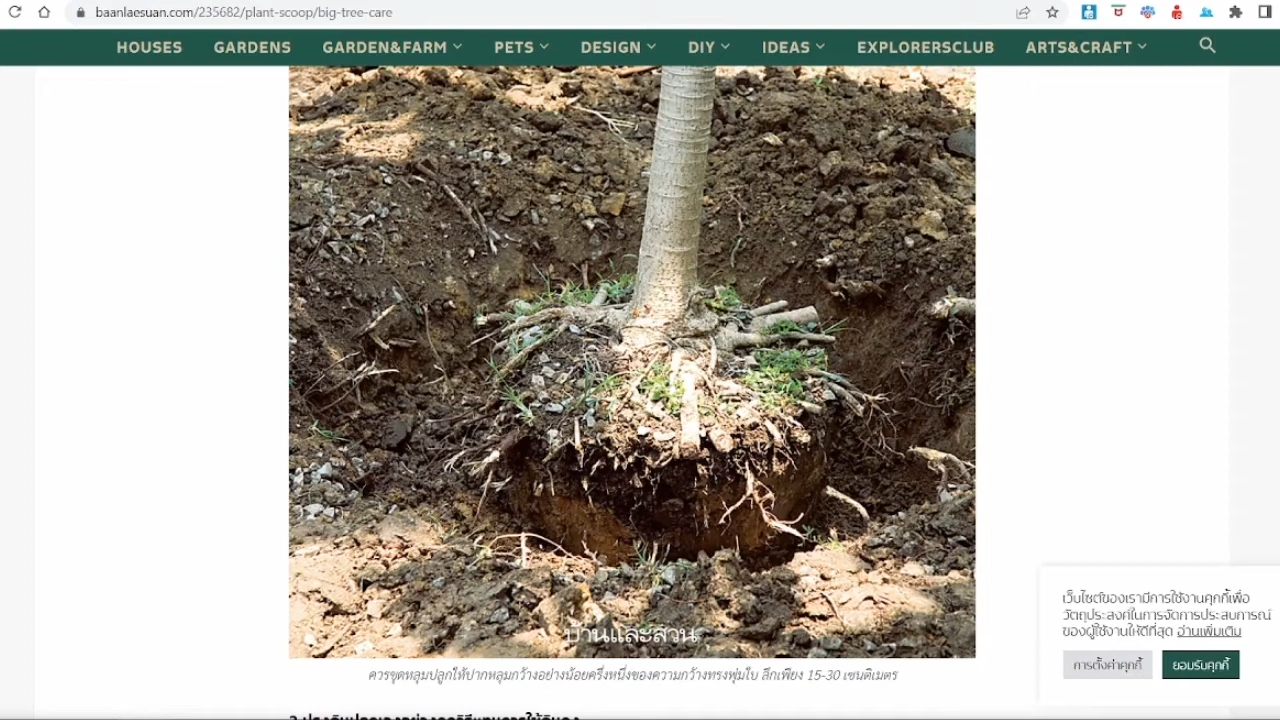 baanlaesuan.com/235682/plant-scoop/big-tree-care
HOUSES GARDENS GARDEN&FARM PETS DESIGN DIY IDEAS EXPLORERSCLUB ARTS&CRAFT
บ้านและสวน
ควรขุดหลุมปลูกให้ปากหลุมกว้างอย่างน้อยครึ่งหนึ่งของความกว้างทรงพุ่มใบ ลึกเพียง 15-30 เซนติเมตร
เว็บไซต์ของเรามีการใช้งานคุกกี้เพื่อ
วัตถุประสงค์ในการจัดการประสบการณ์
ของผู้ใช้งานให้ดีที่สุด อ่านเพิ่มเติม
การตั้งค่าคุกกี้ ยอมรับคุกกี้